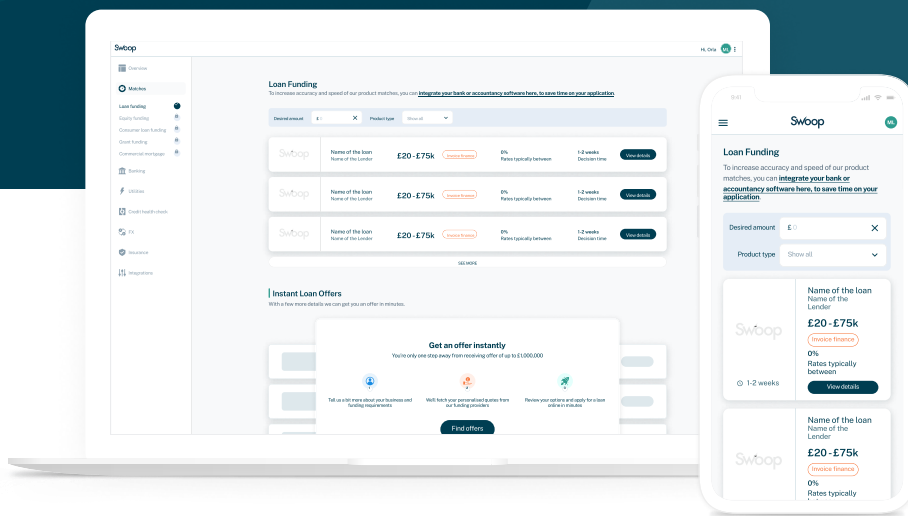 Swoop
Hi, Orla ML
Overview
Matches
Loan funding
Equity funding
Consumer loan funding
Grant funding
Commercial mortgage
Banking
Utilities
Credit health check
FX
Insurance
Integrations
Loan Funding
To increase accuracy and speed of our product matches, you can integrate your bank or accountancy software here, to save time on your application.
Desired amount £ 0 Product type Show all
Swoop
Name of the loan
Name of the Lender
£20 - £75k
Invoice finance
0%
Rates typically between
1-2 weeks
Decision time
View details
Swoop
Name of the loan
Name of the Lender
£20 - £75k
Invoice finance
0%
Rates typically between
1-2 weeks
Decision time
View details
Swoop
Name of the loan
Name of the Lender
£20 - £75k
Invoice finance
0%
Rates typically between
1-2 weeks
Decision time
View details
SEE MORE
Instant Loan Offers
With a few more details we can get you an offer in minutes.
Get an offer instantly
You're only one step away from receiving offer of up to £1,000,000
Tell us a bit more about your business and
funding requirements
We'll fetch your personalised quotes from
our funding providers
Review your options and apply for a loan
online in minutes
Find offers
9:41
Swoop
ML
Loan Funding
To increase accuracy and speed of our product
matches, you can integrate your bank or
accountancy software here, to save time on your
application.
Desired amount £ 0
Product type Show all
Swoop
1-2 weeks
Name of the loan
Name of the
Lender
£20 - £75k
Invoice finance
0%
Rates typically
between
View details
Swoop
Name of the loan
Name of the
Lender
£20 - £75k
Invoice finance
0%
Rates typically